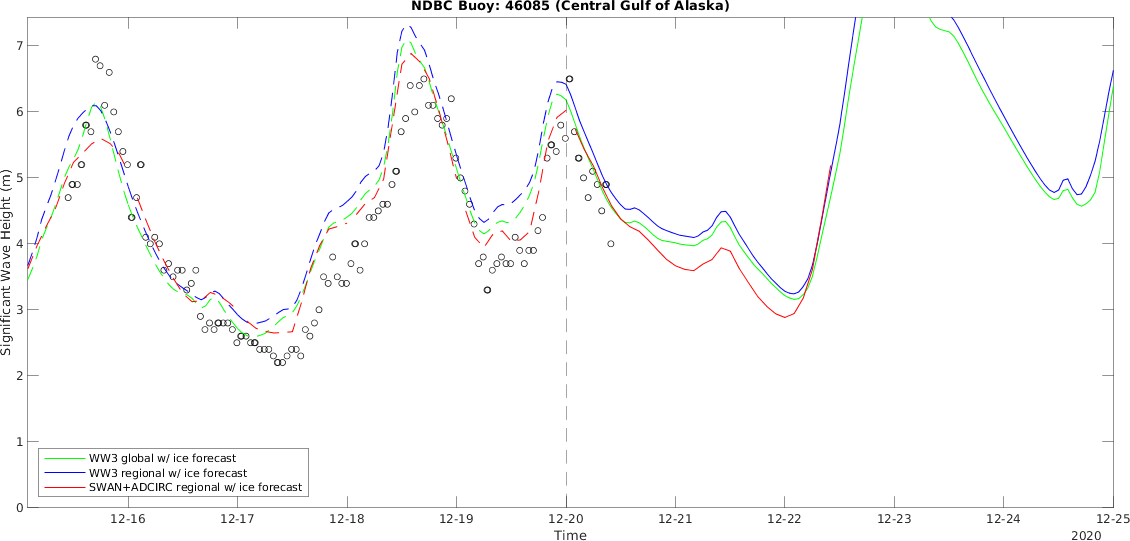 NDBC Buoy: 46085 (Central Gulf of Alaska)
Significant Wave Height (m)
7
6
5
4
3
2
1
0
WW3 global w/ ice forecast
WW3 regional w/ ice forecast
SWAN+ADCIRC regional w/ ice forecast
12-16 12-17 12-18 12-19 12-20 12-21 12-22 12-23 12-24 12-25
Time
2020